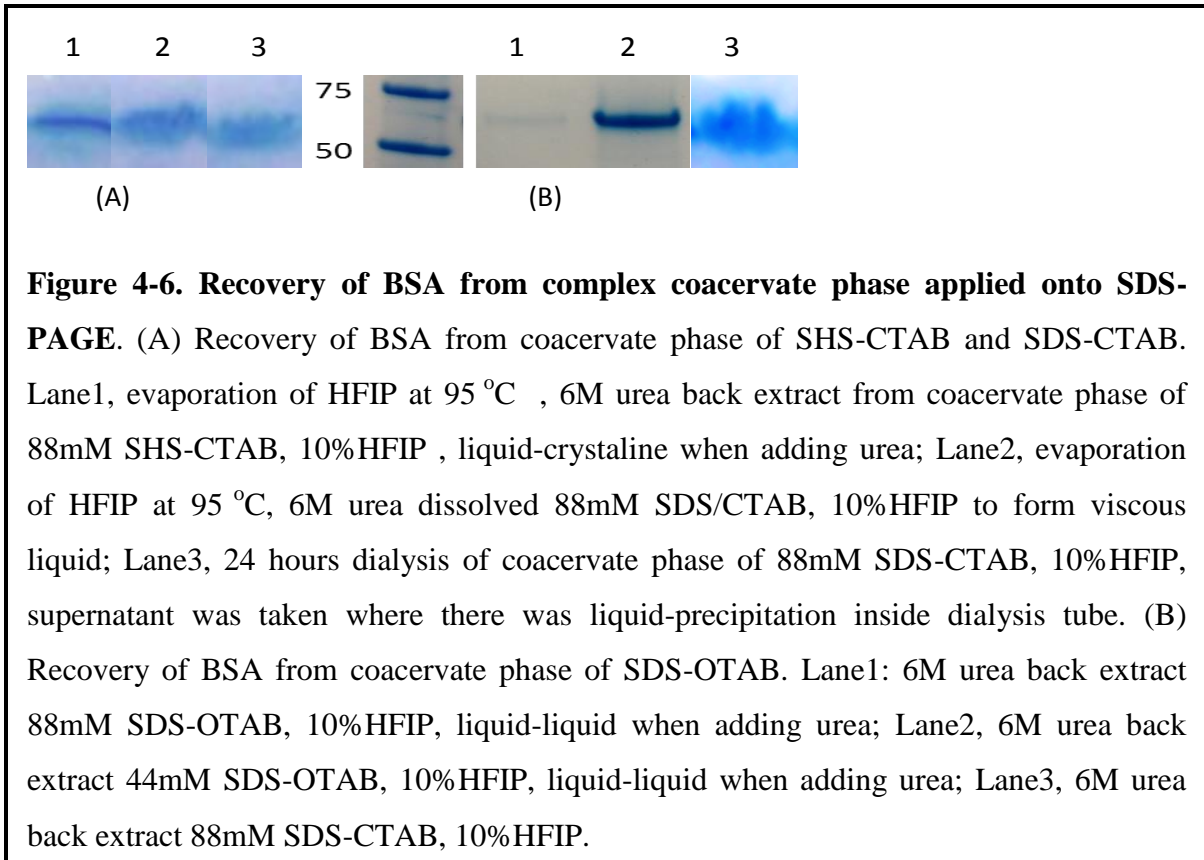 1 2 3 1 2 3
75
50
(A) (B)
Figure 4-6. Recovery of BSA from complex coacervate phase applied onto SDS-
PAGE. (A) Recovery of BSA from coacervate phase of SHS-CTAB and SDS-CTAB.
Lane1, evaporation of HFIP at 95 °C , 6M urea back extract from coacervate phase of
88mM SHS-CTAB, 10%HFIP , liquid-crystaline when adding urea; Lane2, evaporation
of HFIP at 95 °C, 6M urea dissolved 88mM SDS/CTAB, 10%HFIP to form viscous
liquid; Lane3, 24 hours dialysis of coacervate phase of 88mM SDS-CTAB, 10%HFIP,
supernatant was taken where there was liquid-precipitation inside dialysis tube. (B)
Recovery of BSA from coacervate phase of SDS-OTAB. Lane1: 6M urea back extract
88mM SDS-OTAB, 10%HFIP, liquid-liquid when adding urea; Lane2, 6M urea back
extract 44mM SDS-OTAB, 10%HFIP, liquid-liquid when adding urea; Lane3, 6M urea
back extract 88mM SDS-CTAB, 10%HFIP.